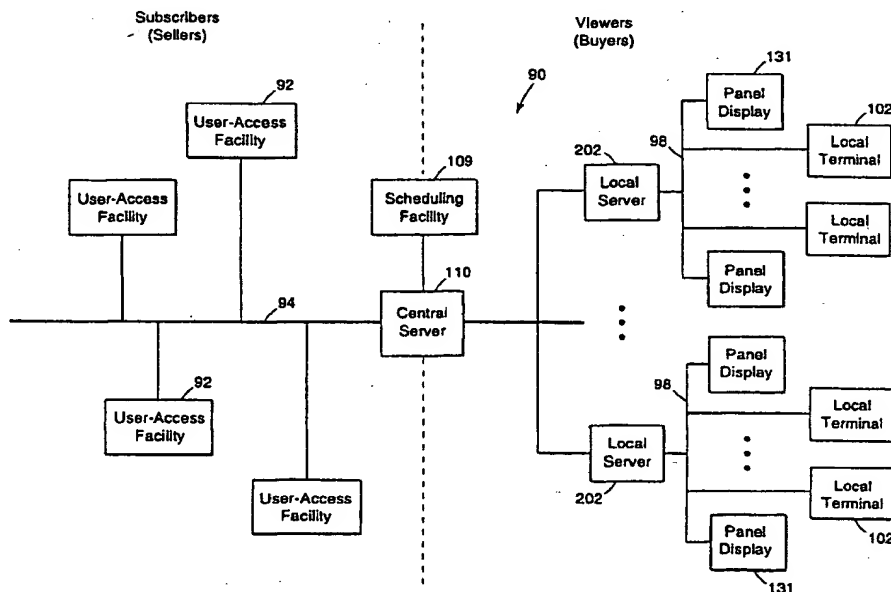 Subscribers
(Sellers)
Viewers
(Buyers)
90
92
User-Access
Facility
User-Access
Facility
109
Scheduling
Facility
110
Central
Server
94
92
User-Access
Facility
User-Access
Facility
131
Panel
Display
102
Local
Terminal
98
202
Local
Server
Local
Terminal
Panel
Display
Panel
Display
98
Local
Terminal
Local
Server
202
Local
Terminal
102
Panel
Display
131